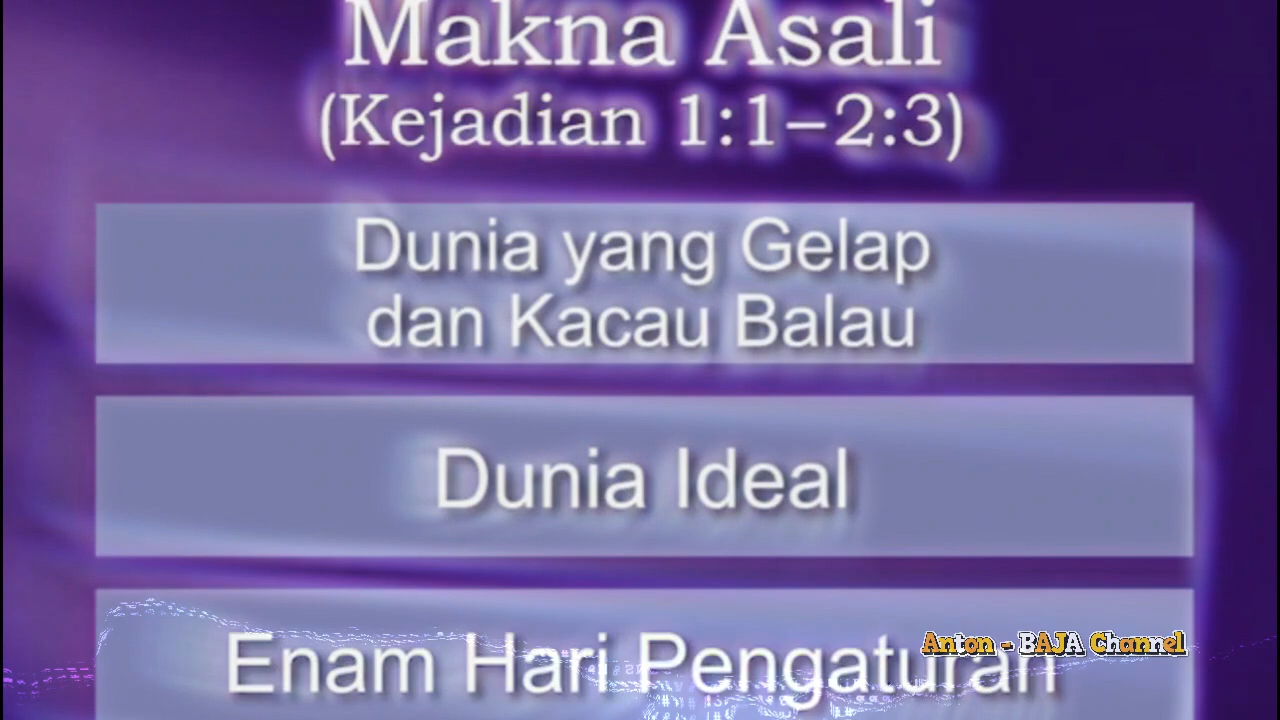 Makna Asali
(Kejadian 1:1–2:3)
Dunia yang Gelap
dan Kacau Balau
Dunia Ideal
Enam Hari Pengaturan
Anton - BAJA Channel